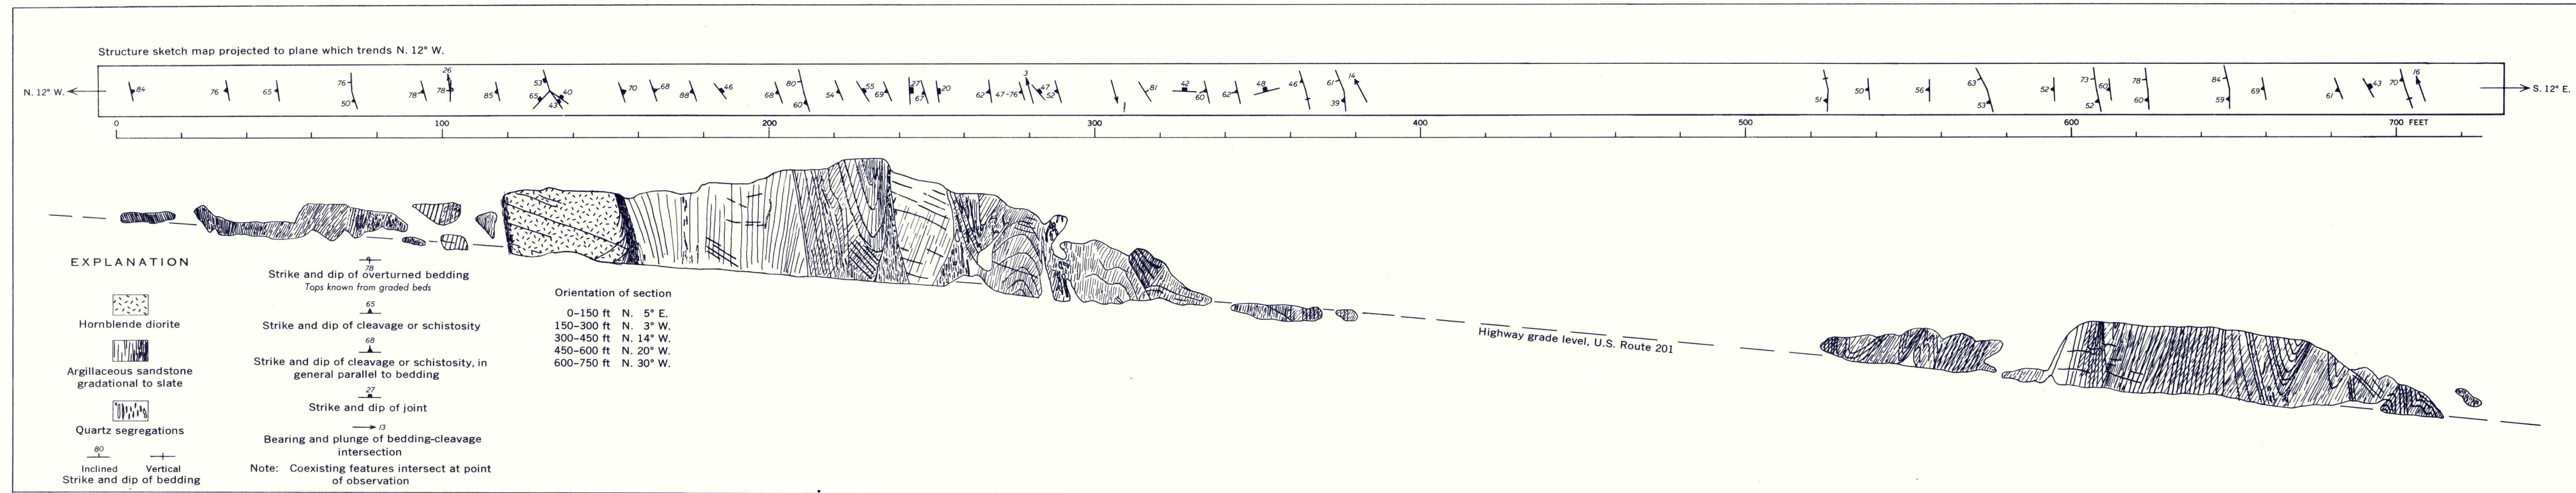 Structure sketch map projected to plane which trends N. 12° W.
N. 12° W.
84
76
65
76
50
78
26
78
85
53
65
43
40
70
68
88
46
68
80
60
54
55
69
27
67
20
62
47-76
3
47
52
1
81
42
60
62
48
46
61
39
14
51
50
56
63
53
52
73
52
60
78
60
84
59
69
61
43
70
16
S. 12° E.
0
100
200
300
400
500
600
700 FEET
Highway grade level, U.S. Route 201
EXPLANATION
Hornblende diorite
Argillaceous sandstone
gradational to slate
Quartz segregations
80
Inclined Vertical
Strike and dip of bedding
78
Strike and dip of overturned bedding
Tops known from graded beds
65
Strike and dip of cleavage or schistosity
68
Strike and dip of cleavage or schistosity, in
general parallel to bedding
27
Strike and dip of joint
13
Bearing and plunge of bedding-cleavage
intersection
Note: Coexisting features intersect at point
of observation
Orientation of section
0-150 ft N. 5° E.
150-300 ft N. 3° W.
300-450 ft N. 14° W.
450-600 ft N. 20° W.
600-750 ft N. 30° W.